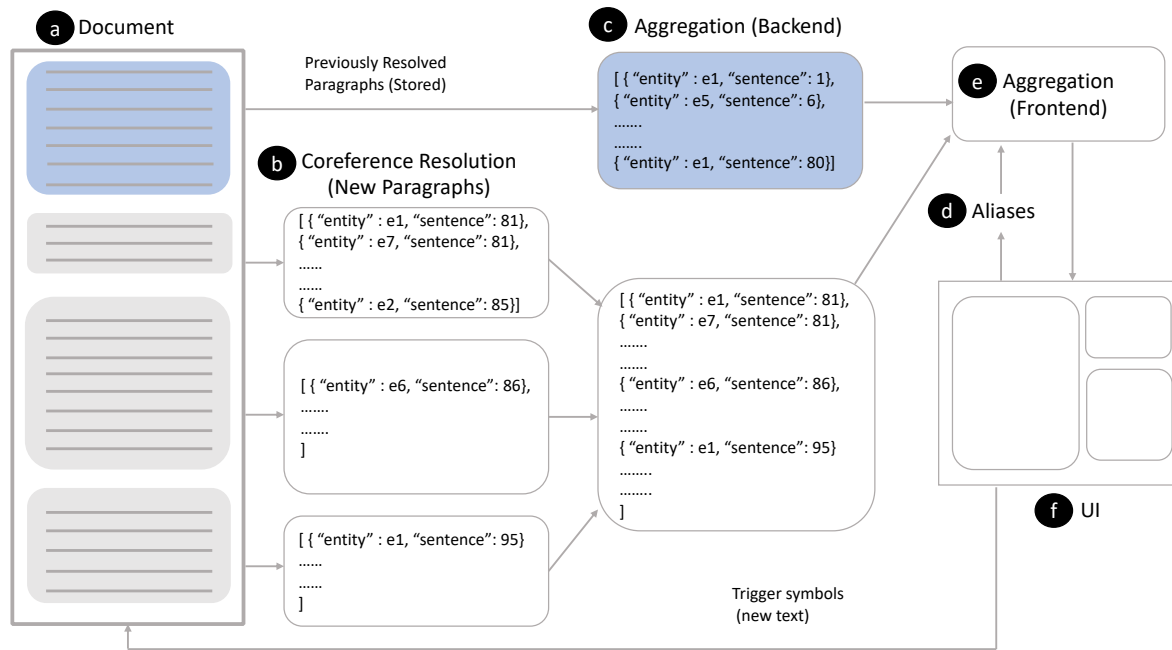 a Document
Previously Resolved
Paragraphs (Stored)
c Aggregation (Backend)
[ { “entity” : e1, “sentence”: 1},
{ “entity” : e5, “sentence”: 6},
…….
…….
{ “entity” : e1, “sentence”: 80}]
e Aggregation
(Frontend)
b Coreference Resolution
(New Paragraphs)
[ { “entity” : e1, “sentence”: 81},
{ “entity” : e7, “sentence”: 81},
……
……
{ “entity” : e2, “sentence”: 85}]
[ { “entity” : e6, “sentence”: 86},
…….
…….
]
[ { “entity” : e1, “sentence”: 95}
……
……
]
[ { “entity” : e1, “sentence”: 81},
{ “entity” : e7, “sentence”: 81},
…….
…….
{ “entity” : e6, “sentence”: 86},
…….
…….
{ “entity” : e1, “sentence”: 95}
……..
……..
]
d Aliases
f UI
Trigger symbols
(new text)